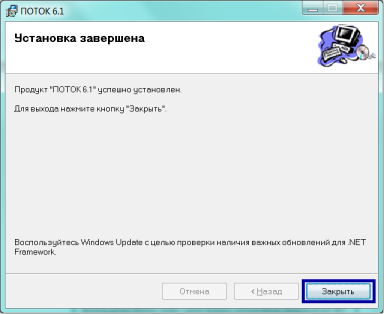 ПОТОК 6.1
Установка завершена
Продукт "ПОТОК 6.1" успешно установлен.
Для выхода нажмите кнопку "Закрыть".
Воспользуйтесь Windows Update с целью проверки наличия важных обновлений для .NET
Framework.
Отмена < Назад Закрыть